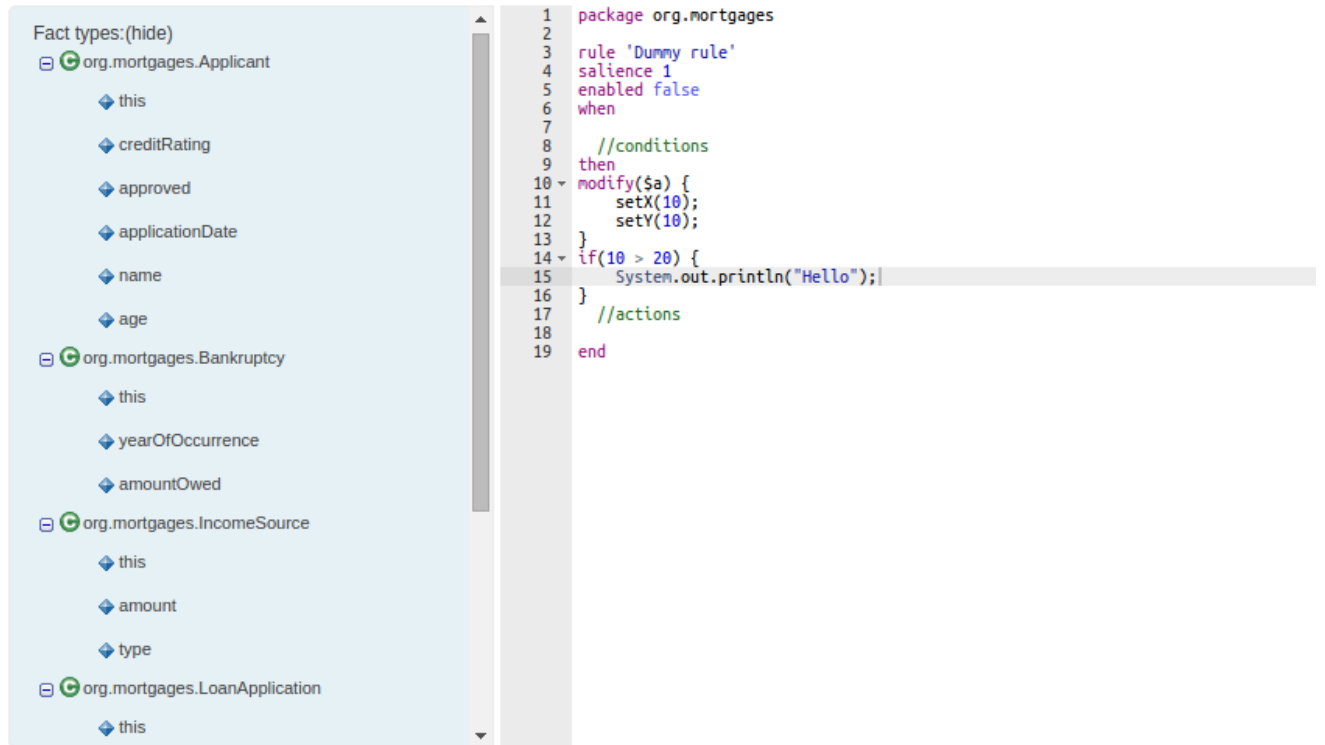 Fact types:(hide)
org.mortgages.Applicant
this
creditRating
approved
applicationDate
name
age
org.mortgages.Bankruptcy
this
yearOfOccurrence
amountOwed
org.mortgages.IncomeSource
this
amount
type
org.mortgages.LoanApplication
this
1 package org.mortgages
2
3 rule 'Dummy rule'
4 salience 1
5 enabled false
6 when
7
8   //conditions
9 then
10 modify($a) {
11     setX(10);
12     setY(10);
13 }
14 if(10 > 20) {
15     System.out.println("Hello");
16 }
17   //actions
18
19 end